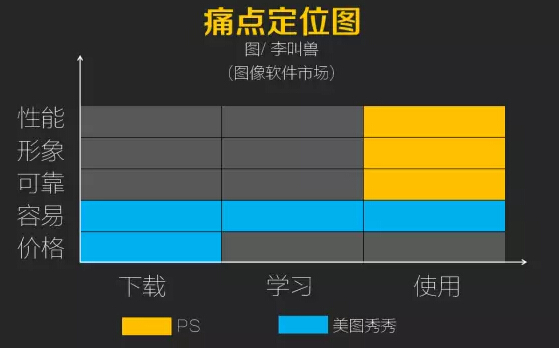 痛点定位图
图/ 李叫兽
（图像软件市场）
性能
形象
可靠
容易
价格
下载 学习 使用
PS 美图秀秀